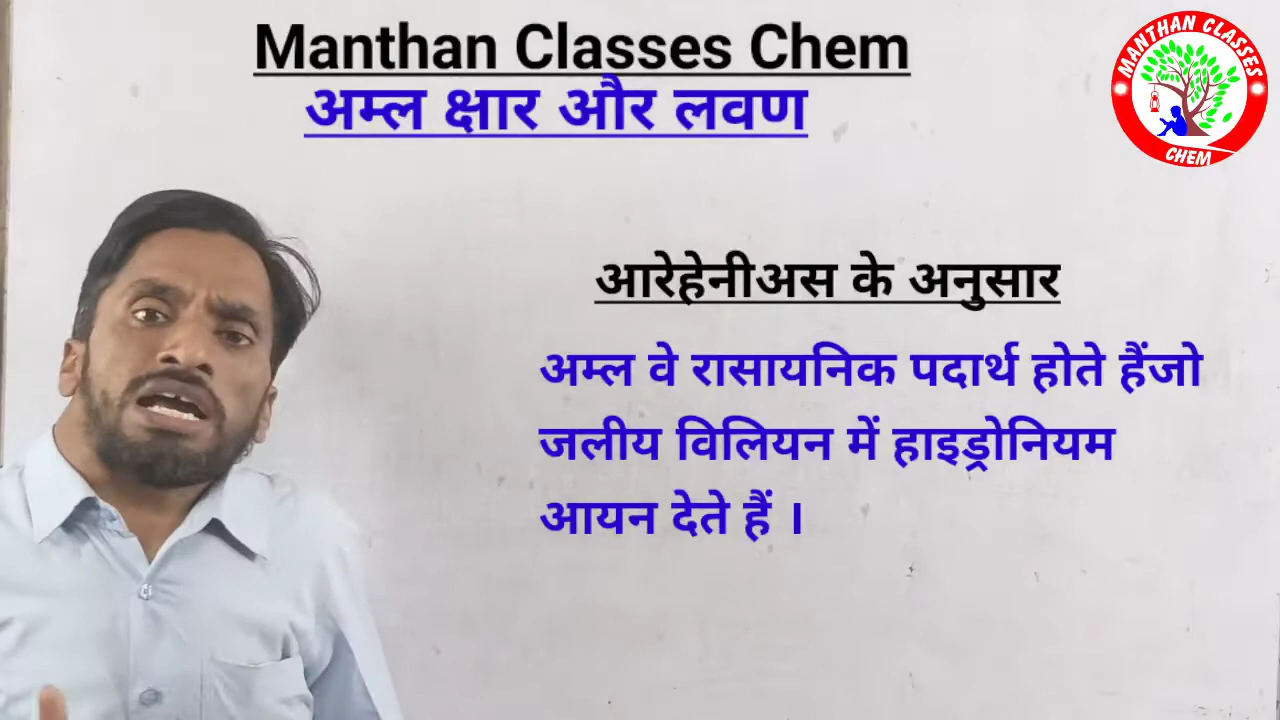 Manthan Classes Chem
अम्ल क्षार और लवण
MANTHAN CLASSES
CHEM
आरेहेनीअस के अनुसार
अम्ल वे रासायनिक पदार्थ होते हैंजो
जलीय विलियन में हाइड्रोनियम
आयन देते हैं ।